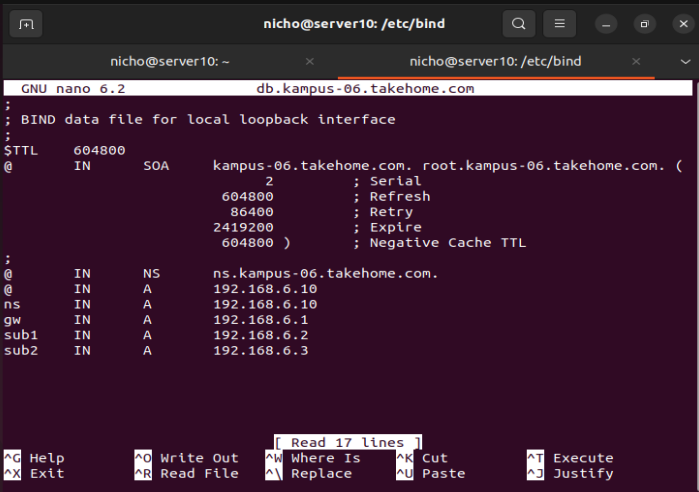 nicho@server10: /etc/bind
nicho@server10: ~ × nicho@server10: /etc/bind ×
GNU nano 6.2 db.kampus-06.takehome.com
;
; BIND data file for local loopback interface
;
$TTL 604800
@ IN SOA kampus-06.takehome.com. root.kampus-06.takehome.com. (
2 ; Serial
604800 ; Refresh
86400 ; Retry
2419200 ; Expire
604800 ) ; Negative Cache TTL
;
@ IN NS ns.kampus-06.takehome.com.
@ IN A 192.168.6.10
ns IN A 192.168.6.10
gw IN A 192.168.6.1
sub1 IN A 192.168.6.2
sub2 IN A 192.168.6.3
[ Read 17 lines ]
^G Help ^O Write Out ^W Where Is ^K Cut ^T Execute
^X Exit ^R Read File ^\ Replace ^U Paste ^J Justify